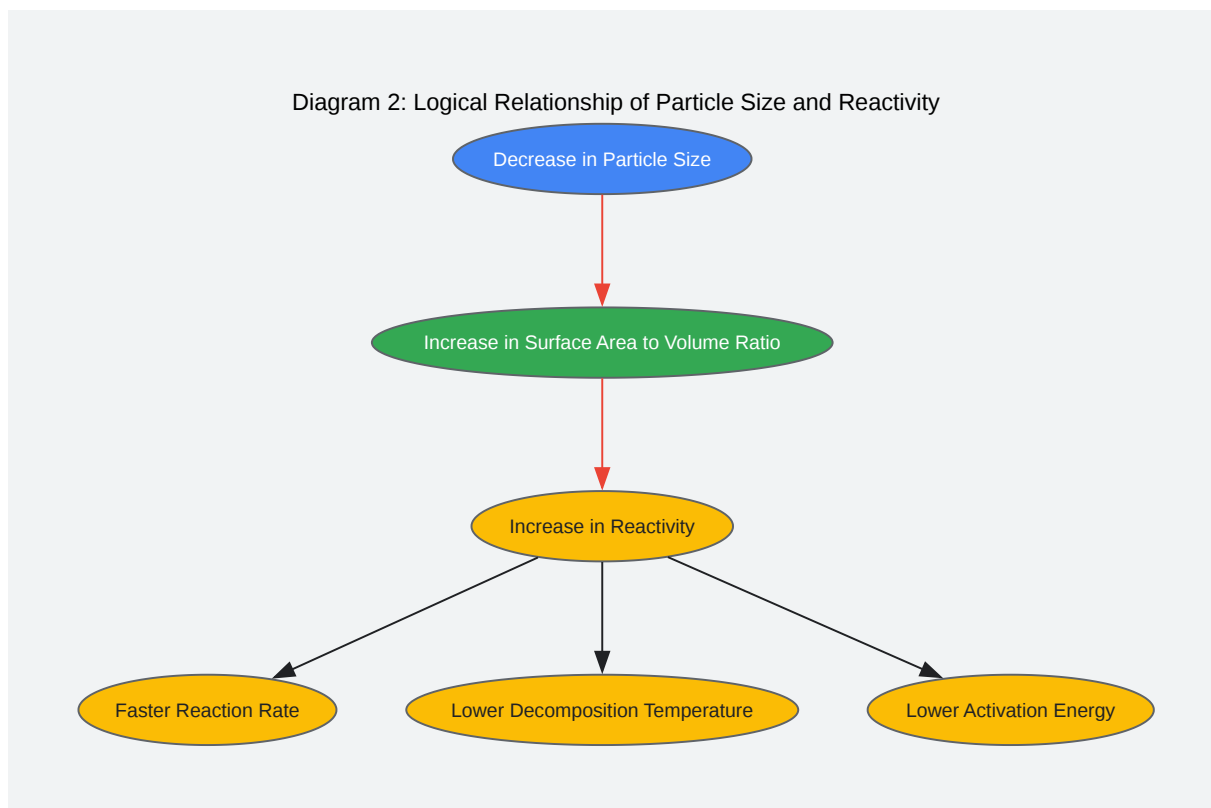 Diagram 2: Logical Relationship of Particle Size and Reactivity
Decrease in Particle Size
Increase in Surface Area to Volume Ratio
Increase in Reactivity
Faster Reaction Rate
Lower Decomposition Temperature
Lower Activation Energy